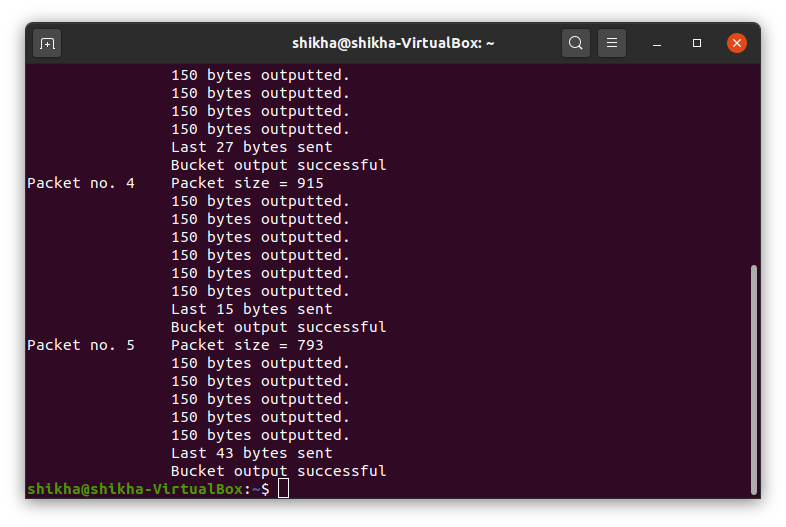 shikha@shikha-VirtualBox: ~
150 bytes outputted.
150 bytes outputted.
150 bytes outputted.
150 bytes outputted.
Last 27 bytes sent
Bucket output successful
Packet no. 4    Packet size = 915
150 bytes outputted.
150 bytes outputted.
150 bytes outputted.
150 bytes outputted.
150 bytes outputted.
150 bytes outputted.
Last 15 bytes sent
Bucket output successful
Packet no. 5    Packet size = 793
150 bytes outputted.
150 bytes outputted.
150 bytes outputted.
150 bytes outputted.
150 bytes outputted.
Last 43 bytes sent
Bucket output successful
shikha@shikha-VirtualBox:~$